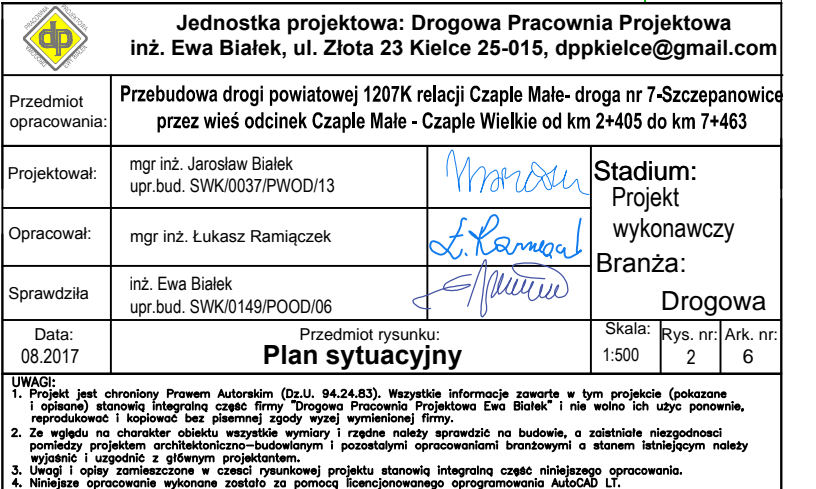 dp
Jednostka projektowa: Drogowa Pracownia Projektowa
inż. Ewa Białek, ul. Złota 23 Kielce 25-015, dppkielce@gmail.com
Przedmiot
opracowania:
Przebudowa drogi powiatowej 1207K relacji Czaple Małe- droga nr 7-Szczepanowice
przez wieś odcinek Czaple Małe - Czaple Wielkie od km 2+405 do km 7+463
Projektował:
mgr inż. Jarosław Białek
upr.bud. SWK/0037/PWOD/13
Opracował:
mgr inż. Łukasz Ramiączek
Sprawdziła
inż. Ewa Białek
upr.bud. SWK/0149/POOD/06
Stadium:
Projekt
wykonawczy
Branża:
Drogowa
Data:
08.2017
Przedmiot rysunku:
Plan sytuacyjny
Skala:
1:500
Rys. nr:
2
Ark. nr:
6
UWAGI:
1. Projekt jest chroniony Prawem Autorskim (Dz.U. 94.24.83). Wszystkie informacje zawarte w tym projekcie (pokazane
i opisane) stanowią integralną część firmy "Drogowa Pracownia Projektowa Ewa Białek" i nie wolno ich użyc ponownie,
reprodukować i kopiować bez pisemnej zgody wyzej wymienionej firmy.
2. Ze względu na charakter obiektu wszystkie wymiary i rzędne należy sprawdzić na budowie, a zaistniałe niezgodnosci
pomiedzy projektem architektoniczno-budowlanym i pozostałymi opracowaniami branżowymi a stanem istniejącym należy
wyjaśnić i uzgodnić z głównym projektantem.
3. Uwagi i opisy zamieszczone w czesci rysunkowej projektu stanowią integralną część niniejszego opracowania.
4. Niniejsze opracowanie wykonane zostało za pomocą licencjonowanego oprogramowania AutoCAD LT.